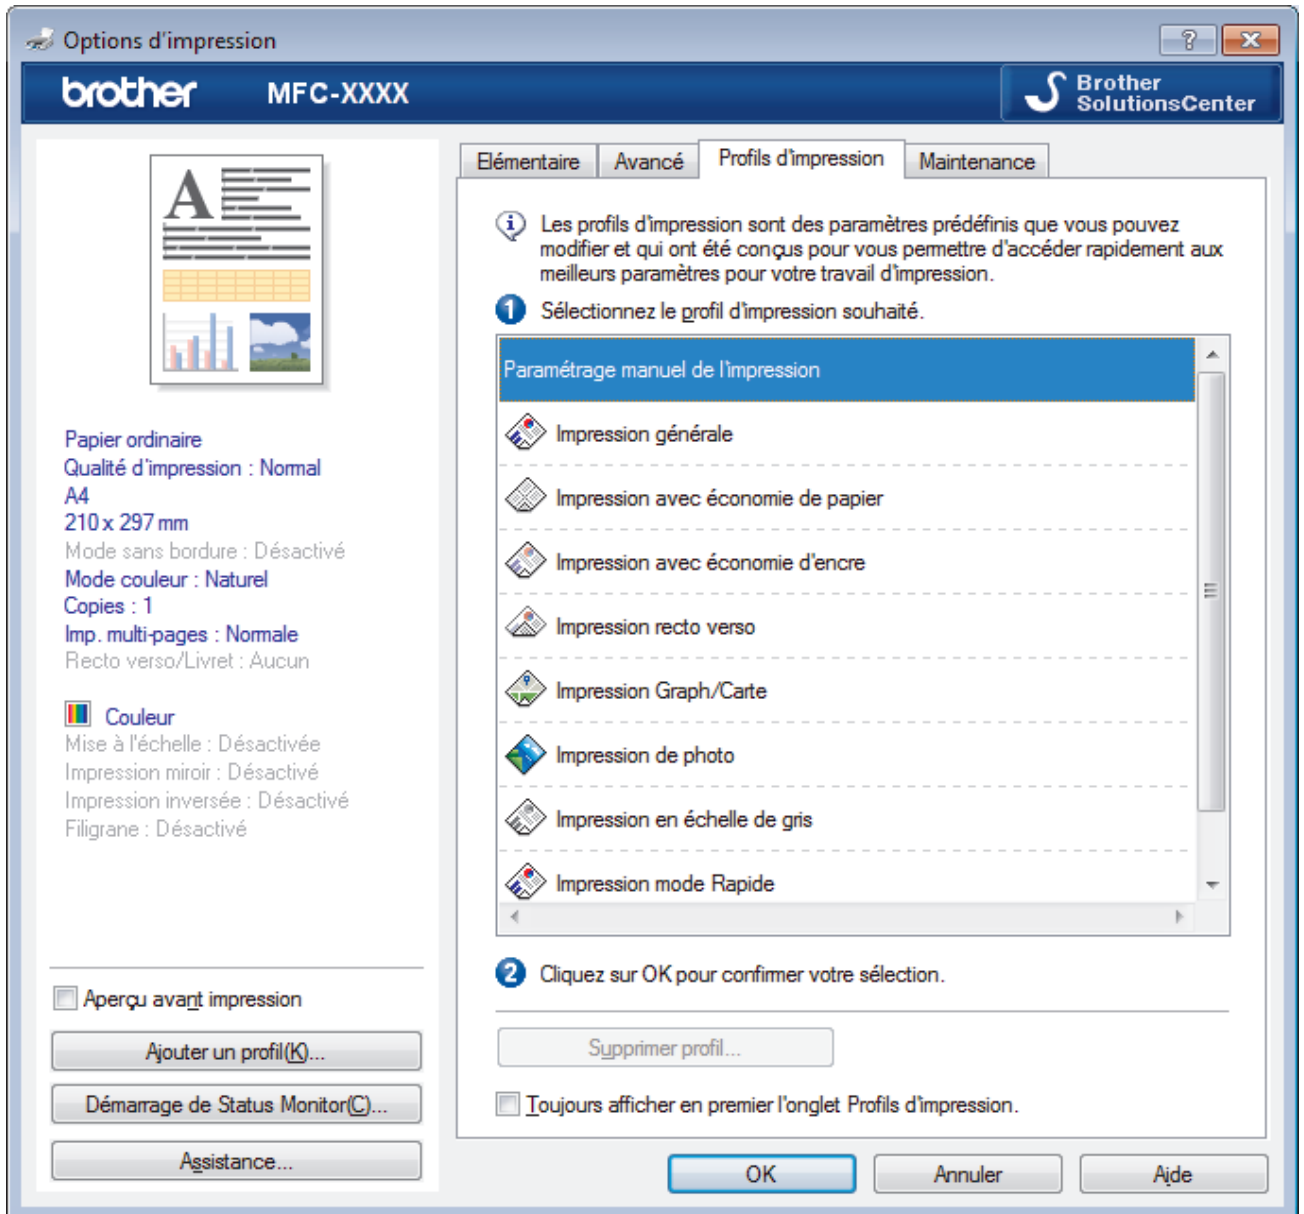 Options d'impression
brother MFC-XXXX
Brother
SolutionsCenter
Elémentaire Avancé Profils d'impression Maintenance
A
Papier ordinaire
Qualité d'impression : Normal
A4
210 x 297 mm
Mode sans bordure : Désactivé
Mode couleur : Naturel
Copies : 1
Imp. multi-pages : Normale
Recto verso/Livret : Aucun
Couleur
Mise à l'échelle : Désactivée
Impression miroir : Désactivé
Impression inversée : Désactivé
Filigrane : Désactivé
Aperçu avant impression
Ajouter un profil(K)...
Démarrage de Status Monitor(C)...
Assistance...
Les profils d'impression sont des paramètres prédéfinis que vous pouvez
modifier et qui ont été conçus pour vous permettre d'accéder rapidement aux
meilleurs paramètres pour votre travail d'impression.
1 Sélectionnez le profil d'impression souhaité.
Paramétrage manuel de l'impression
Impression générale
Impression avec économie de papier
Impression avec économie d'encre
Impression recto verso
Impression Graph/Carte
Impression de photo
Impression en échelle de gris
Impression mode Rapide
2 Cliquez sur OK pour confirmer votre sélection.
Supprimer profil...
Toujours afficher en premier l'onglet Profils d'impression.
OK Annuler Aide